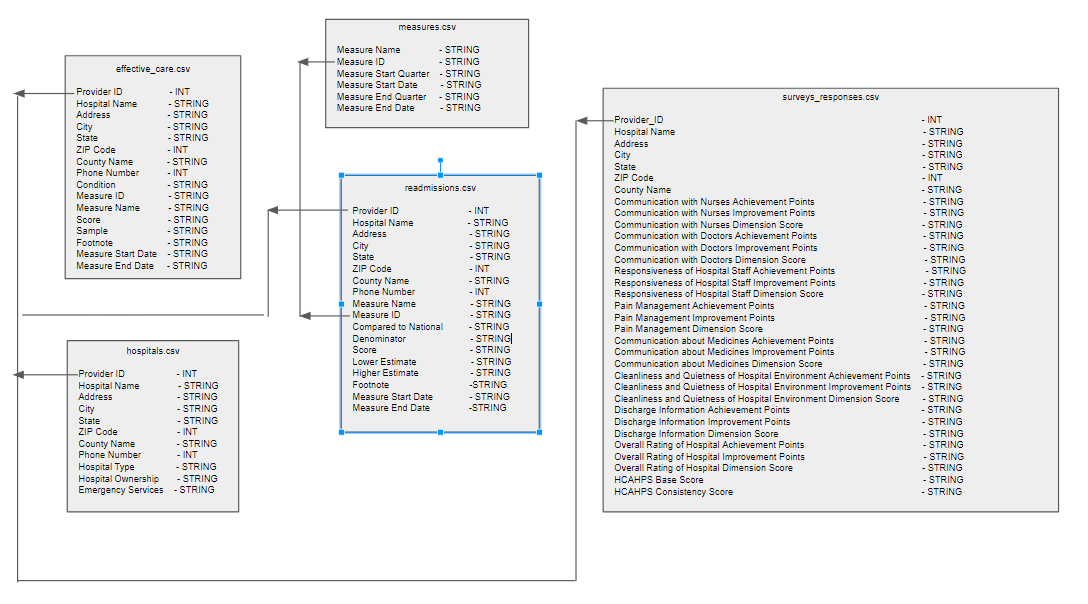 measures.csv
Measure Name - STRING
Measure ID - STRING
Measure Start Quarter - STRING
Measure Start Date - STRING
Measure End Quarter - STRING
Measure End Date - STRING
effective_care.csv
Provider ID - INT
Hospital Name - STRING
Address - STRING
City - STRING
State - STRING
ZIP Code - INT
County Name - STRING
Phone Number - INT
Condition - STRING
Measure ID - STRING
Measure Name - STRING
Score - STRING
Sample - STRING
Footnote - STRING
Measure Start Date - STRING
Measure End Date - STRING
readmissions.csv
Provider ID - INT
Hospital Name - STRING
Address - STRING
City - STRING
State - STRING
ZIP Code - INT
County Name - STRING
Phone Number - INT
Measure Name - STRING
Measure ID - STRING
Compared to National - STRING
Denominator - STRING
Score - STRING
Lower Estimate - STRING
Higher Estimate - STRING
Footnote -STRING
Measure Start Date - STRING
Measure End Date -STRING
hospitals.csv
Provider ID - INT
Hospital Name - STRING
Address - STRING
City - STRING
State - STRING
ZIP Code - INT
County Name - STRING
Phone Number - INT
Hospital Type - STRING
Hospital Ownership - STRING
Emergency Services - STRING
surveys_responses.csv
Provider_ID - INT
Hospital Name - STRING
Address - STRING
City - STRING
State - STRING
ZIP Code - INT
County Name - STRING
Communication with Nurses Achievement Points - STRING
Communication with Nurses Improvement Points - STRING
Communication with Nurses Dimension Score - STRING
Communication with Doctors Achievement Points - STRING
Communication with Doctors Improvement Points - STRING
Communication with Doctors Dimension Score - STRING
Responsiveness of Hospital Staff Achievement Points - STRING
Responsiveness of Hospital Staff Improvement Points - STRING
Responsiveness of Hospital Staff Dimension Score - STRING
Pain Management Achievement Points - STRING
Pain Management Improvement Points - STRING
Pain Management Dimension Score - STRING
Communication about Medicines Achievement Points - STRING
Communication about Medicines Improvement Points - STRING
Communication about Medicines Dimension Score - STRING
Cleanliness and Quietness of Hospital Environment Achievement Points - STRING
Cleanliness and Quietness of Hospital Environment Improvement Points - STRING
Cleanliness and Quietness of Hospital Environment Dimension Score - STRING
Discharge Information Achievement Points - STRING
Discharge Information Improvement Points - STRING
Discharge Information Dimension Score - STRING
Overall Rating of Hospital Achievement Points - STRING
Overall Rating of Hospital Improvement Points - STRING
Overall Rating of Hospital Dimension Score - STRING
HCAHPS Base Score - STRING
HCAHPS Consistency Score - STRING